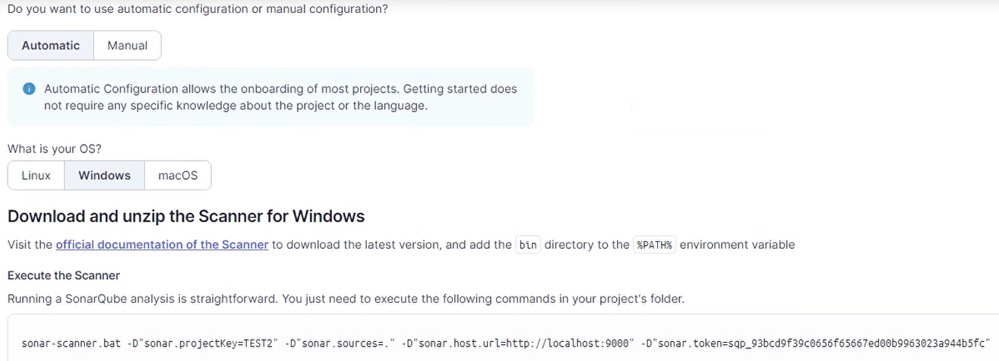 Do you want to use automatic configuration or manual configuration?
Automatic Manual
Automatic Configuration allows the onboarding of most projects. Getting started does
not require any specific knowledge about the project or the language.
What is your OS?
Linux Windows macOS
Download and unzip the Scanner for Windows
Visit the official documentation of the Scanner to download the latest version, and add the bin directory to the %PATH% environment variable
Execute the Scanner
Running a SonarQube analysis is straightforward. You just need to execute the following commands in your project's folder.
sonar-scanner.bat -D"sonar.projectKey=TEST2" -D"sonar.sources=." -D"sonar.host.url=http://localhost:9000" -D"sonar.token=sqp_93bcd9f39c0656f65667ed00b9963023a944b5fc"